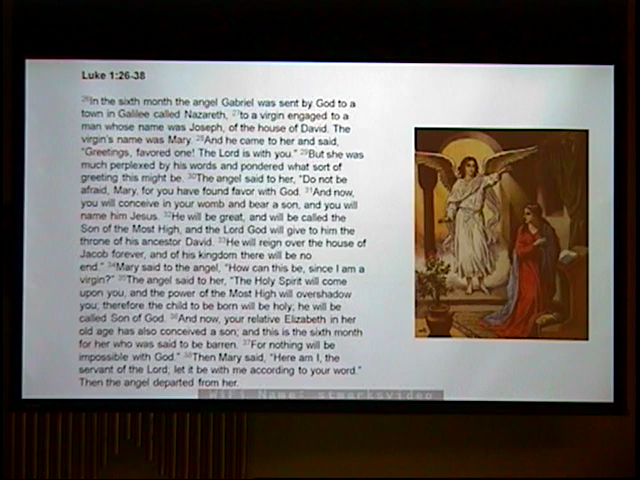 Luke 1:26-38
26In the sixth month the angel Gabriel was sent by God to a
town in Galilee called Nazareth, 27to a virgin engaged to a
man whose name was Joseph, of the house of David. The
virgin's name was Mary. 28And he came to her and said,
"Greetings, favored one! The Lord is with you." 29But she was
much perplexed by his words and pondered what sort of
greeting this might be. 30The angel said to her, "Do not be
afraid, Mary, for you have found favor with God. 31And now,
you will conceive in your womb and bear a son, and you will
name him Jesus. 32He will be great, and will be called the
Son of the Most High, and the Lord God will give to him the
throne of his ancestor David. 33He will reign over the house of
Jacob forever, and of his kingdom there will be no
end." 34Mary said to the angel, "How can this be, since I am a
virgin?" 35The angel said to her, "The Holy Spirit will come
upon you, and the power of the Most High will overshadow
you; therefore the child to be born will be holy; he will be
called Son of God. 36And now, your relative Elizabeth in her
old age has also conceived a son; and this is the sixth month
for her who was said to be barren. 37For nothing will be
impossible with God." 38Then Mary said, "Here am I, the
servant of the Lord; let it be with me according to your word."
Then the angel departed from her.
WiFi Name: stmarksvideo